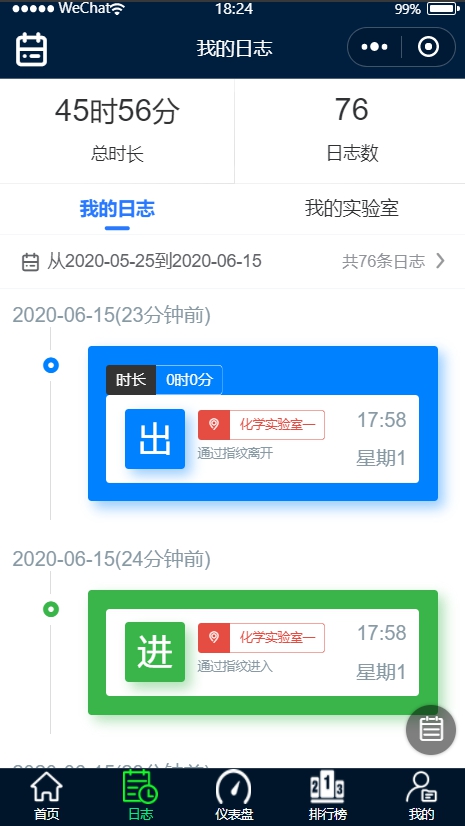 WeChat 18:24 99%
我的日志
45时56分 76
总时长 日志数
我的日志 我的实验室
从2020-05-25到2020-06-15 共76条日志
2020-06-15(23分钟前)
时长 0时0分
出 化学实验室一 17:58
通过指纹离开 星期1
2020-06-15(24分钟前)
进 化学实验室一 17:58
通过指纹进入 星期1
首页 日志 仪表盘 排行榜 我的